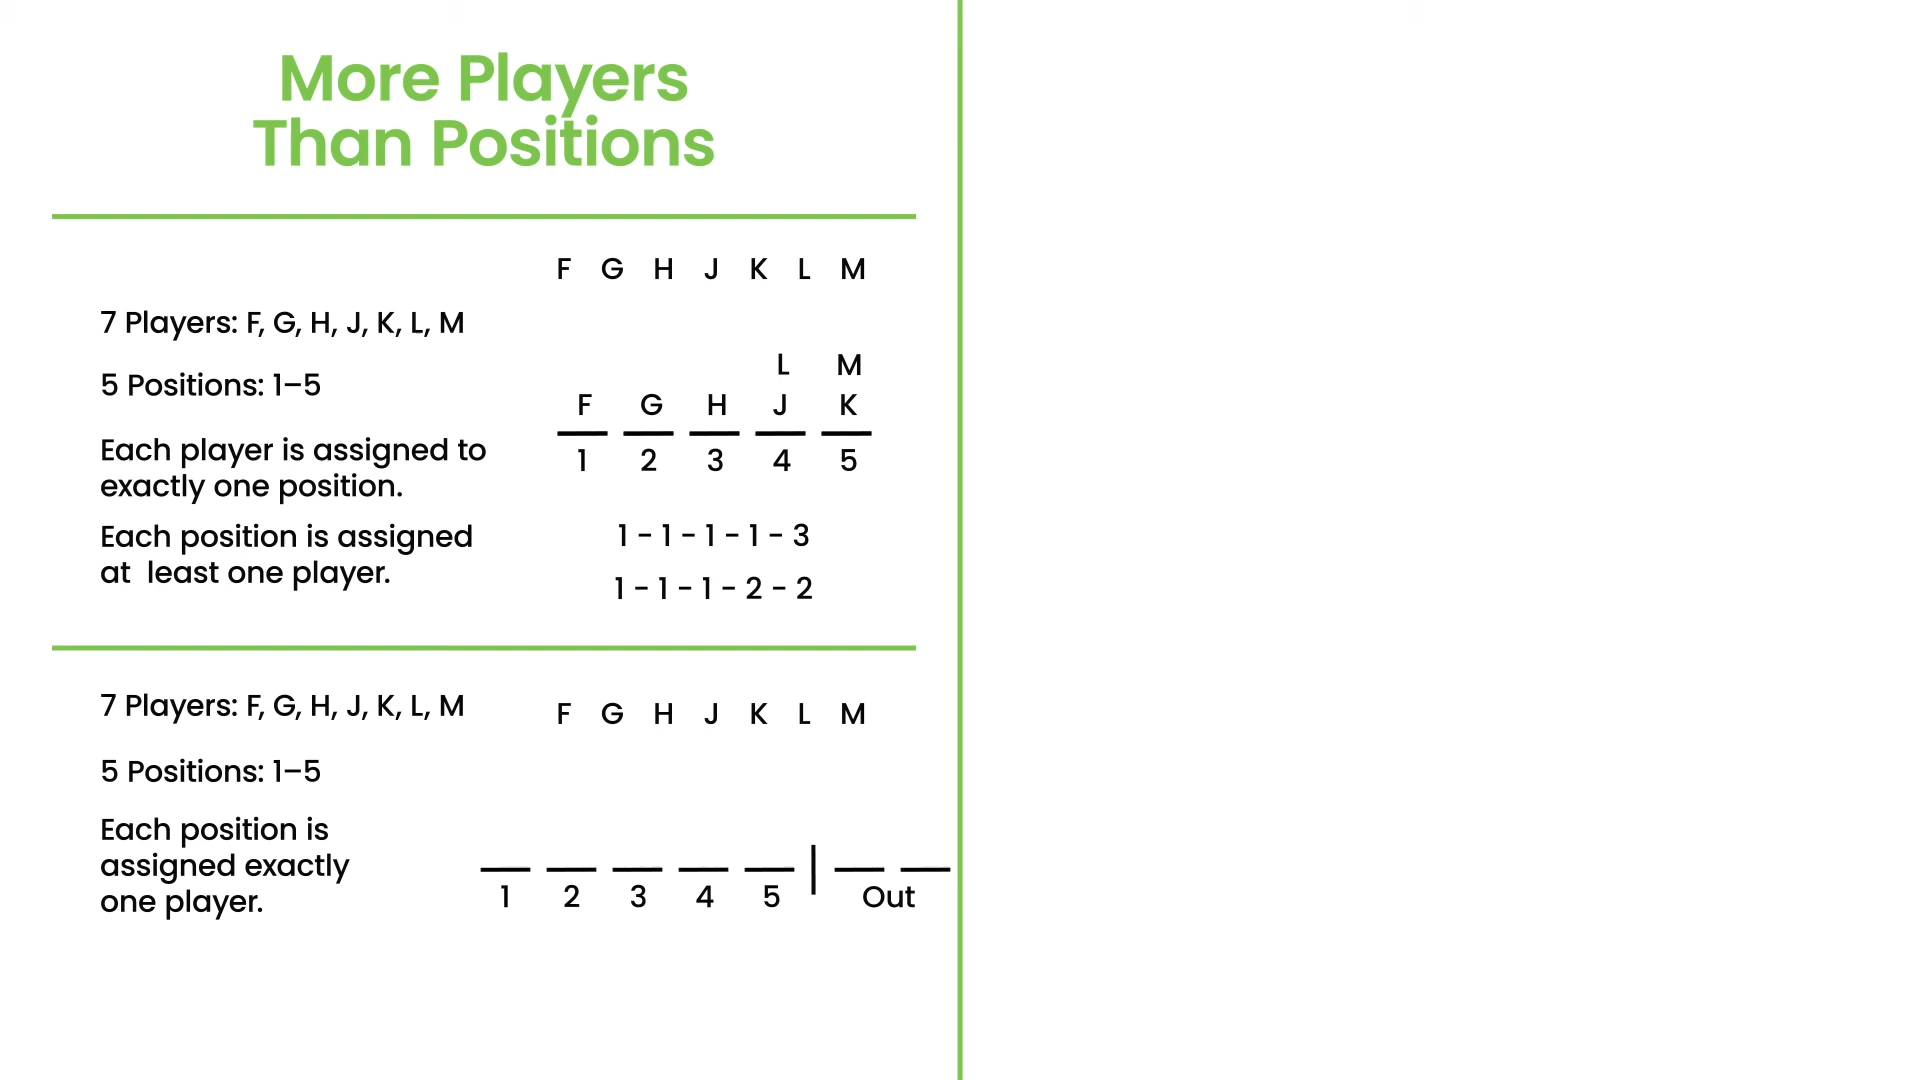 More Players
Than Positions
F G H J K L M
7 Players: F, G, H, J, K, L, M
5 Positions: 1–5
L M
F G H J K
1 2 3 4 5
Each player is assigned to
exactly one position.
Each position is assigned
at least one player.
1 - 1 - 1 - 1 - 3
1 - 1 - 1 - 2 - 2
7 Players: F, G, H, J, K, L, M
F G H J K L M
5 Positions: 1–5
Each position is
assigned exactly
one player.
1 2 3 4 5 Out